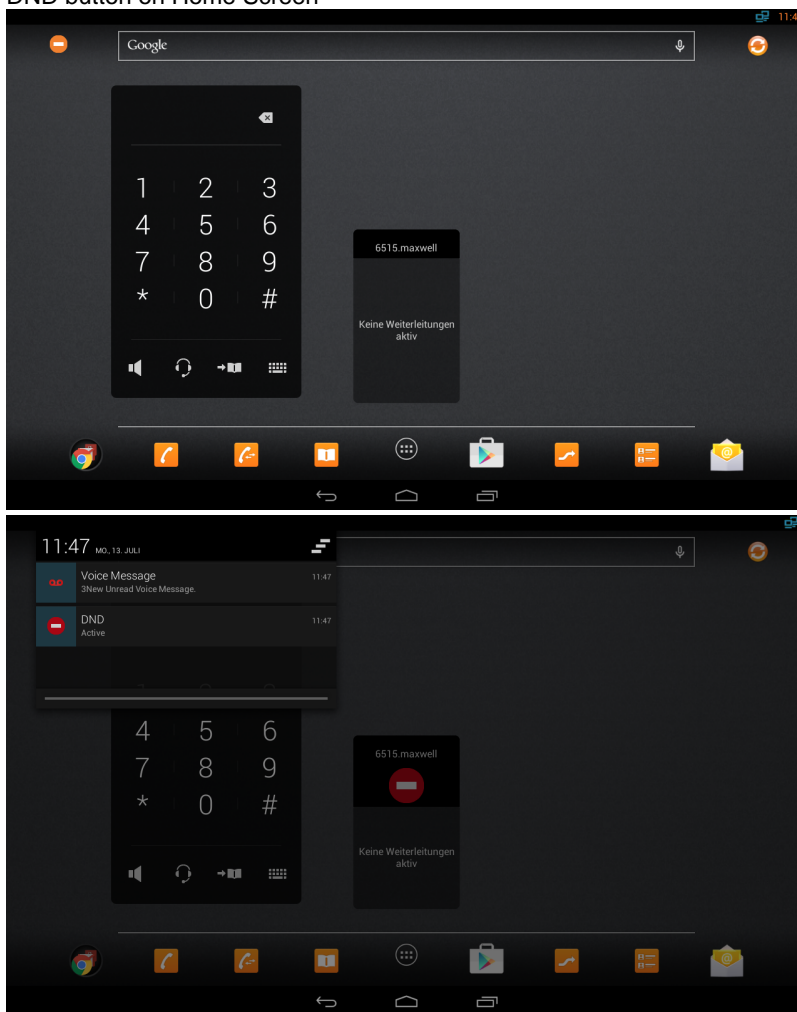 DND button on Home Screen
11:4
Google
1 2 3
4 5 6
7 8 9
* 0 #
6515.maxwell
Keine Weiterleitungen
aktiv
11:47 MO., 13. JULI
Voice Message 11:47
3New Unread Voice Message.
DND 11:47
Active
4 5 6
7 8 9
* 0 #
6515.maxwell
Keine Weiterleitungen
aktiv